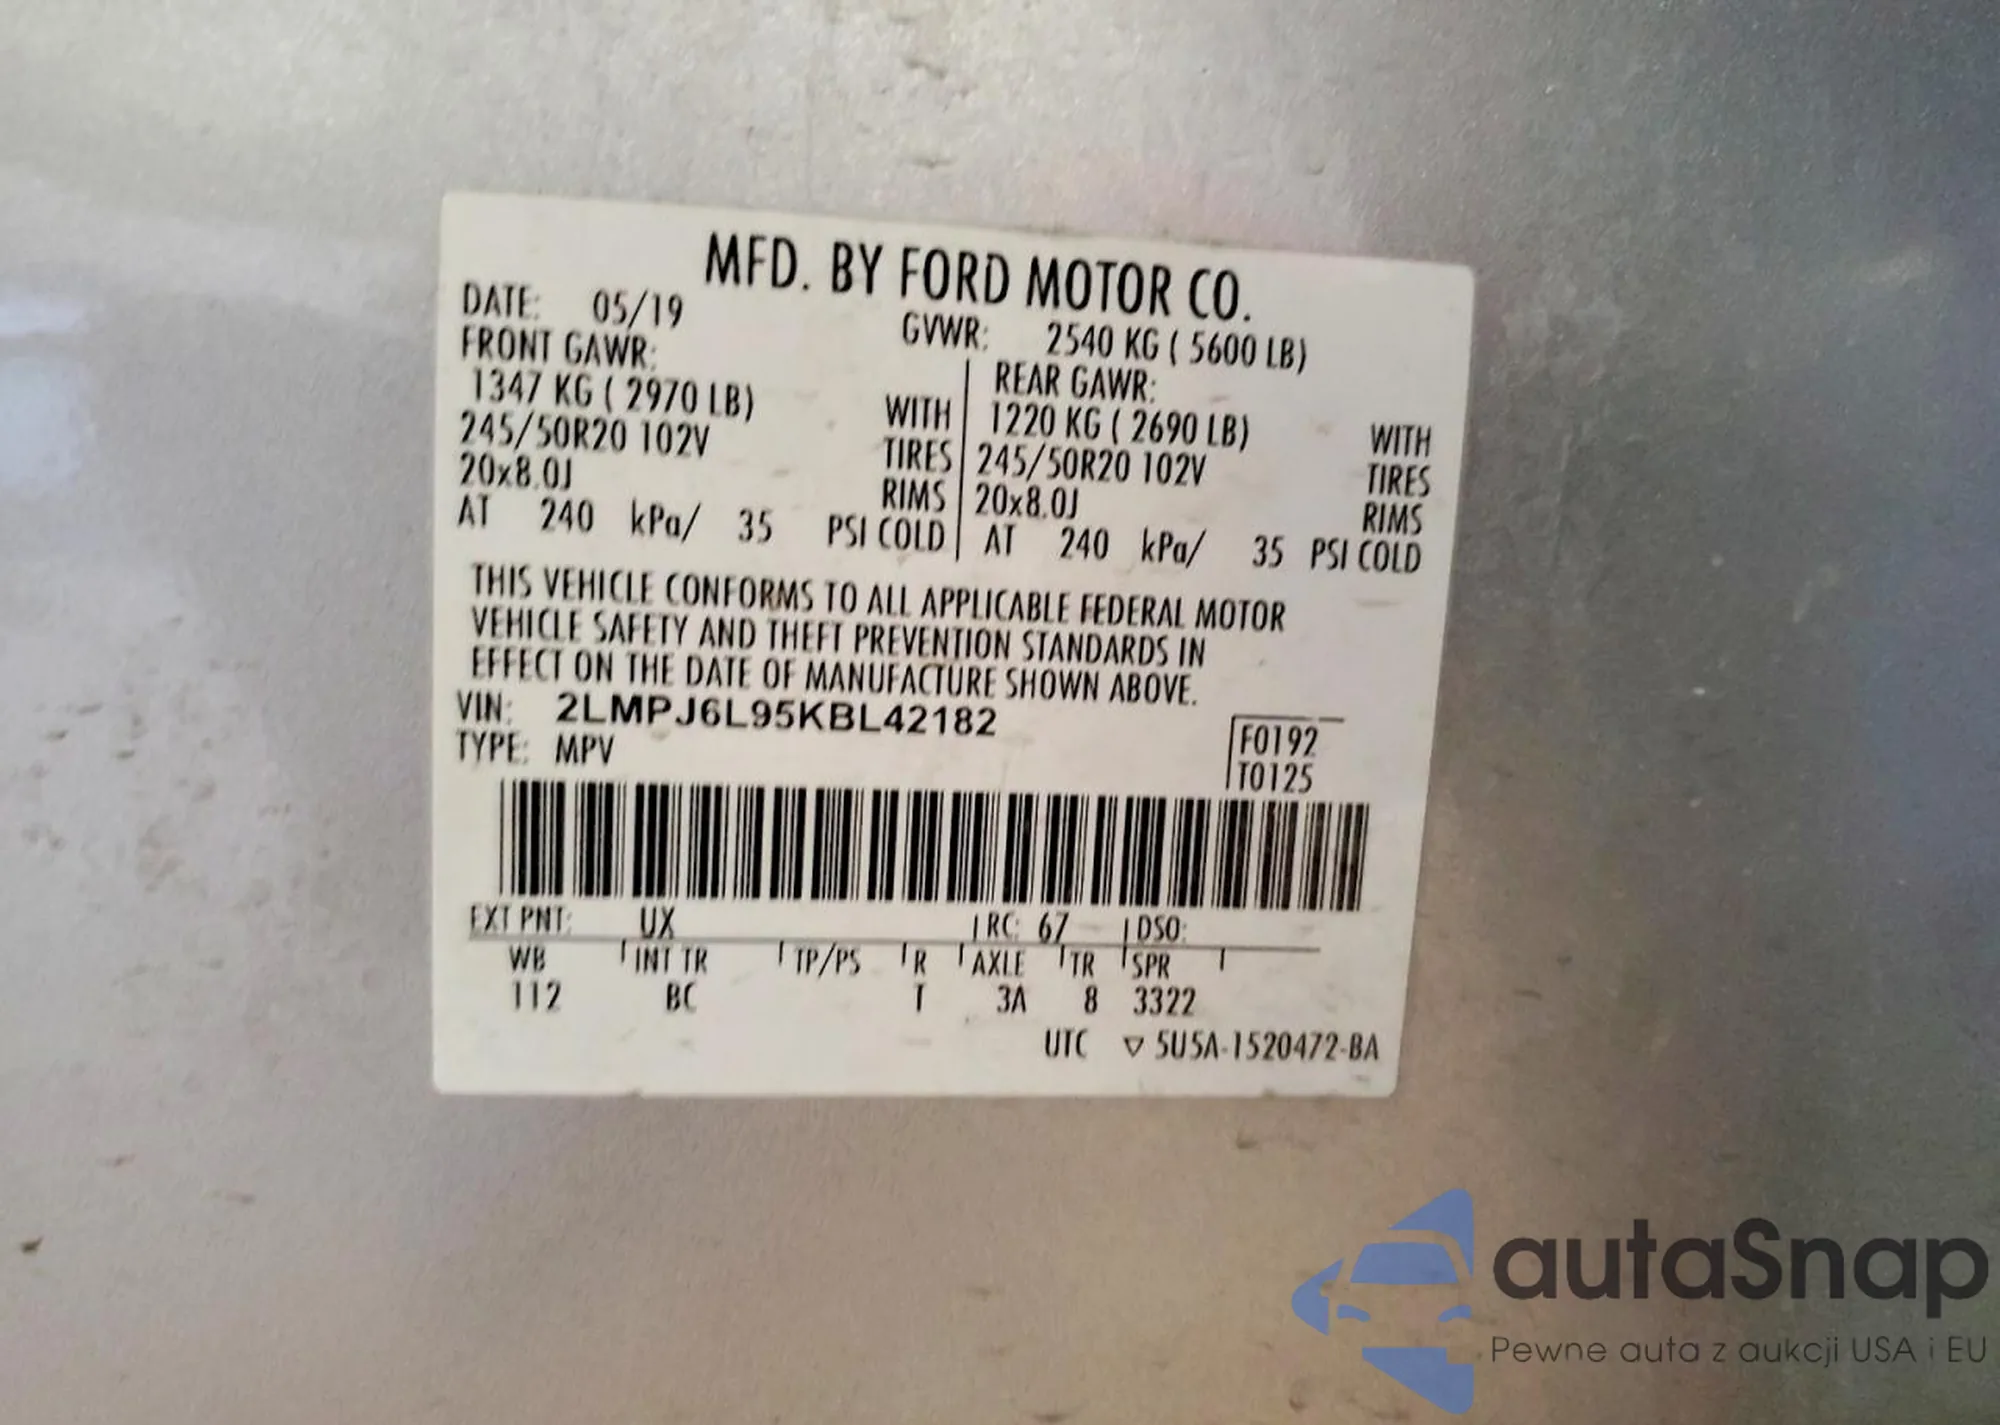 MFD. BY FORD MOTOR CO.
DATE: 05/19
GVWR: 2540 KG ( 5600 LB)
FRONT GAWR:
1347 KG ( 2970 LB) WITH
245/50R20 102V TIRES
20x8.0J RIMS
AT 240 kPa/ 35 PSI COLD
REAR GAWR:
1220 KG ( 2690 LB) WITH
245/50R20 102V TIRES
20x8.0J RIMS
AT 240 kPa/ 35 PSI COLD
THIS VEHICLE CONFORMS TO ALL APPLICABLE FEDERAL MOTOR
VEHICLE SAFETY AND THEFT PREVENTION STANDARDS IN
EFFECT ON THE DATE OF MANUFACTURE SHOWN ABOVE.
VIN: 2LMPJ6L95KBL42182
TYPE: MPV
F0192
T0125
EXT PNT: UX RC: 67 DSO:
WB INT TR TP/PS R AXLE TR SPR
112 BC T 3A 8 3322
UTC ▽ 5U5A-1520472-BA
autaSnap
Pewne auta z aukcji USA i EU